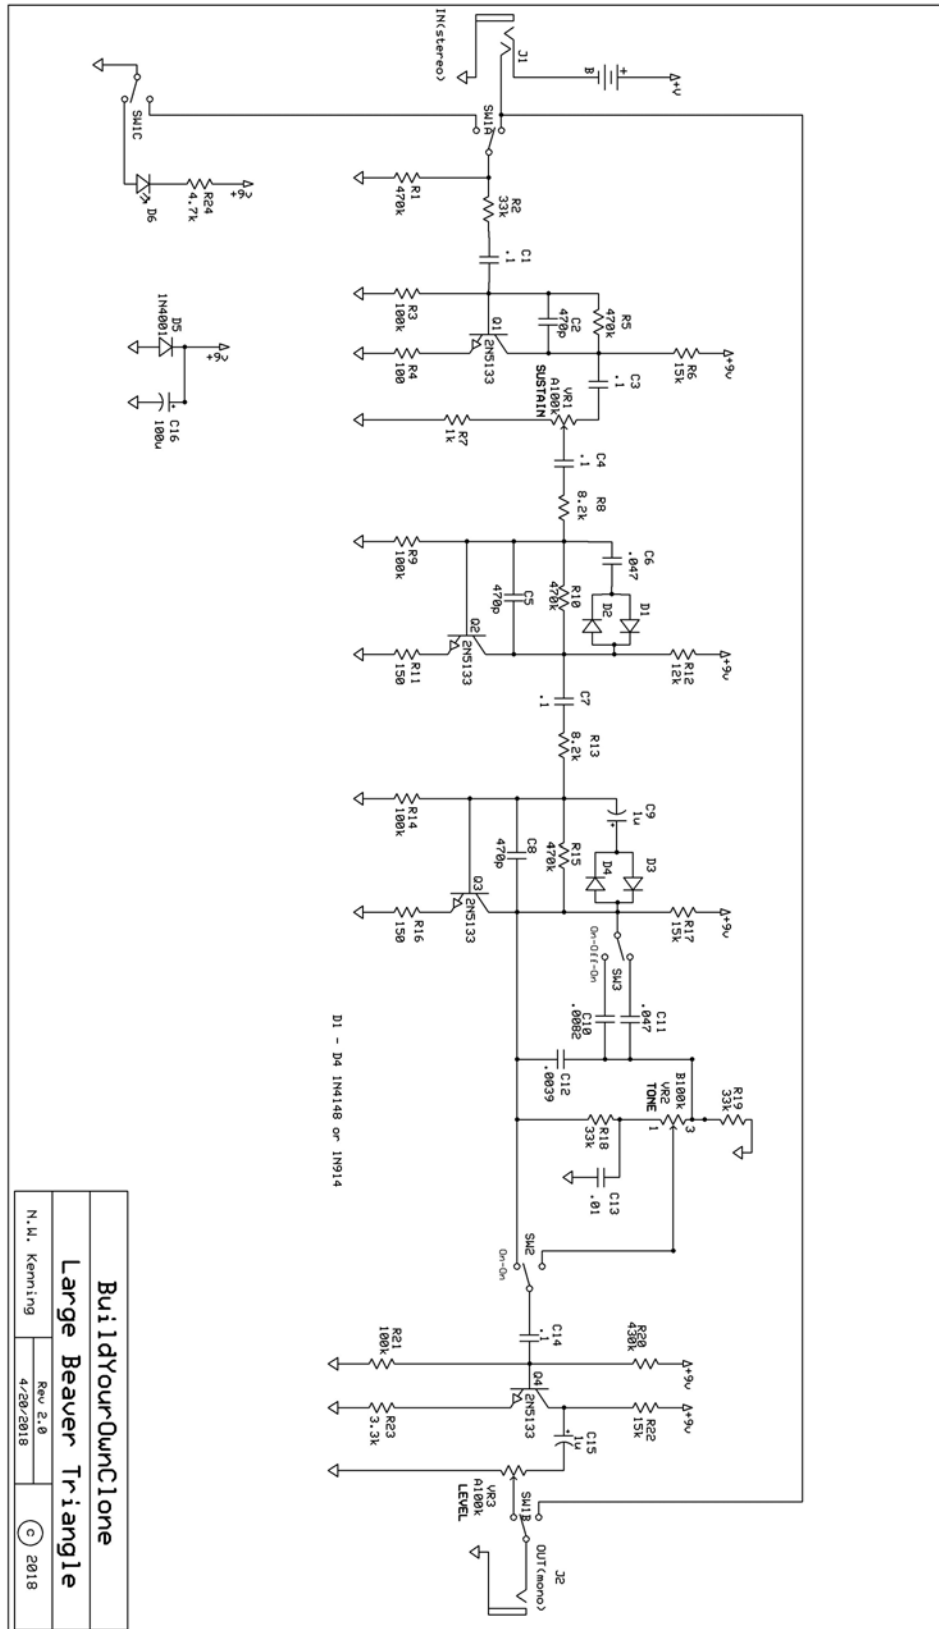 IN(stereo)
J1
B
+
+V
SW1A
SW1C
D6
R24
4.7k
+9v
R1
470k
R2
33k
C1
.1
R3
100k
Q1
2N5133
C2
470p
R5
470k
R4
100
R6
15k
+9v
C3
.1
VR1
A100k
SUSTAIN
R7
1k
D5
1N4001
+9v
+
C16
100u
C4
.1
R8
8.2k
R9
100k
C6
.047
R10
470k
C5
470p
D1
D2
Q2
2N5133
R11
150
R12
12k
+9v
C7
.1
R13
8.2k
R14
100k
C9
1u
+
R15
470k
C8
470p
D3
D4
Q3
2N5133
R16
150
R17
15k
+9v
On-Off-On
SW3
C11
.047
C10
.0082
C12
.0039
R19
33k
B100k
VR2
TONE
3
1
R18
33k
C13
.01
D1 - D4 1N4148 or 1N914
SW2
On-On
C14
.1
R21
100k
R20
430k
+9v
Q4
2N5133
R23
3.3k
R22
15k
+9v
+
C15
1u
VR3
A100k
LEVEL
SW1B
OUT(mono)
J2
BuildYourOwnClone
Large Beaver Triangle
N.W. Kenning
Rev 2.0
4/20/2018
c 2018